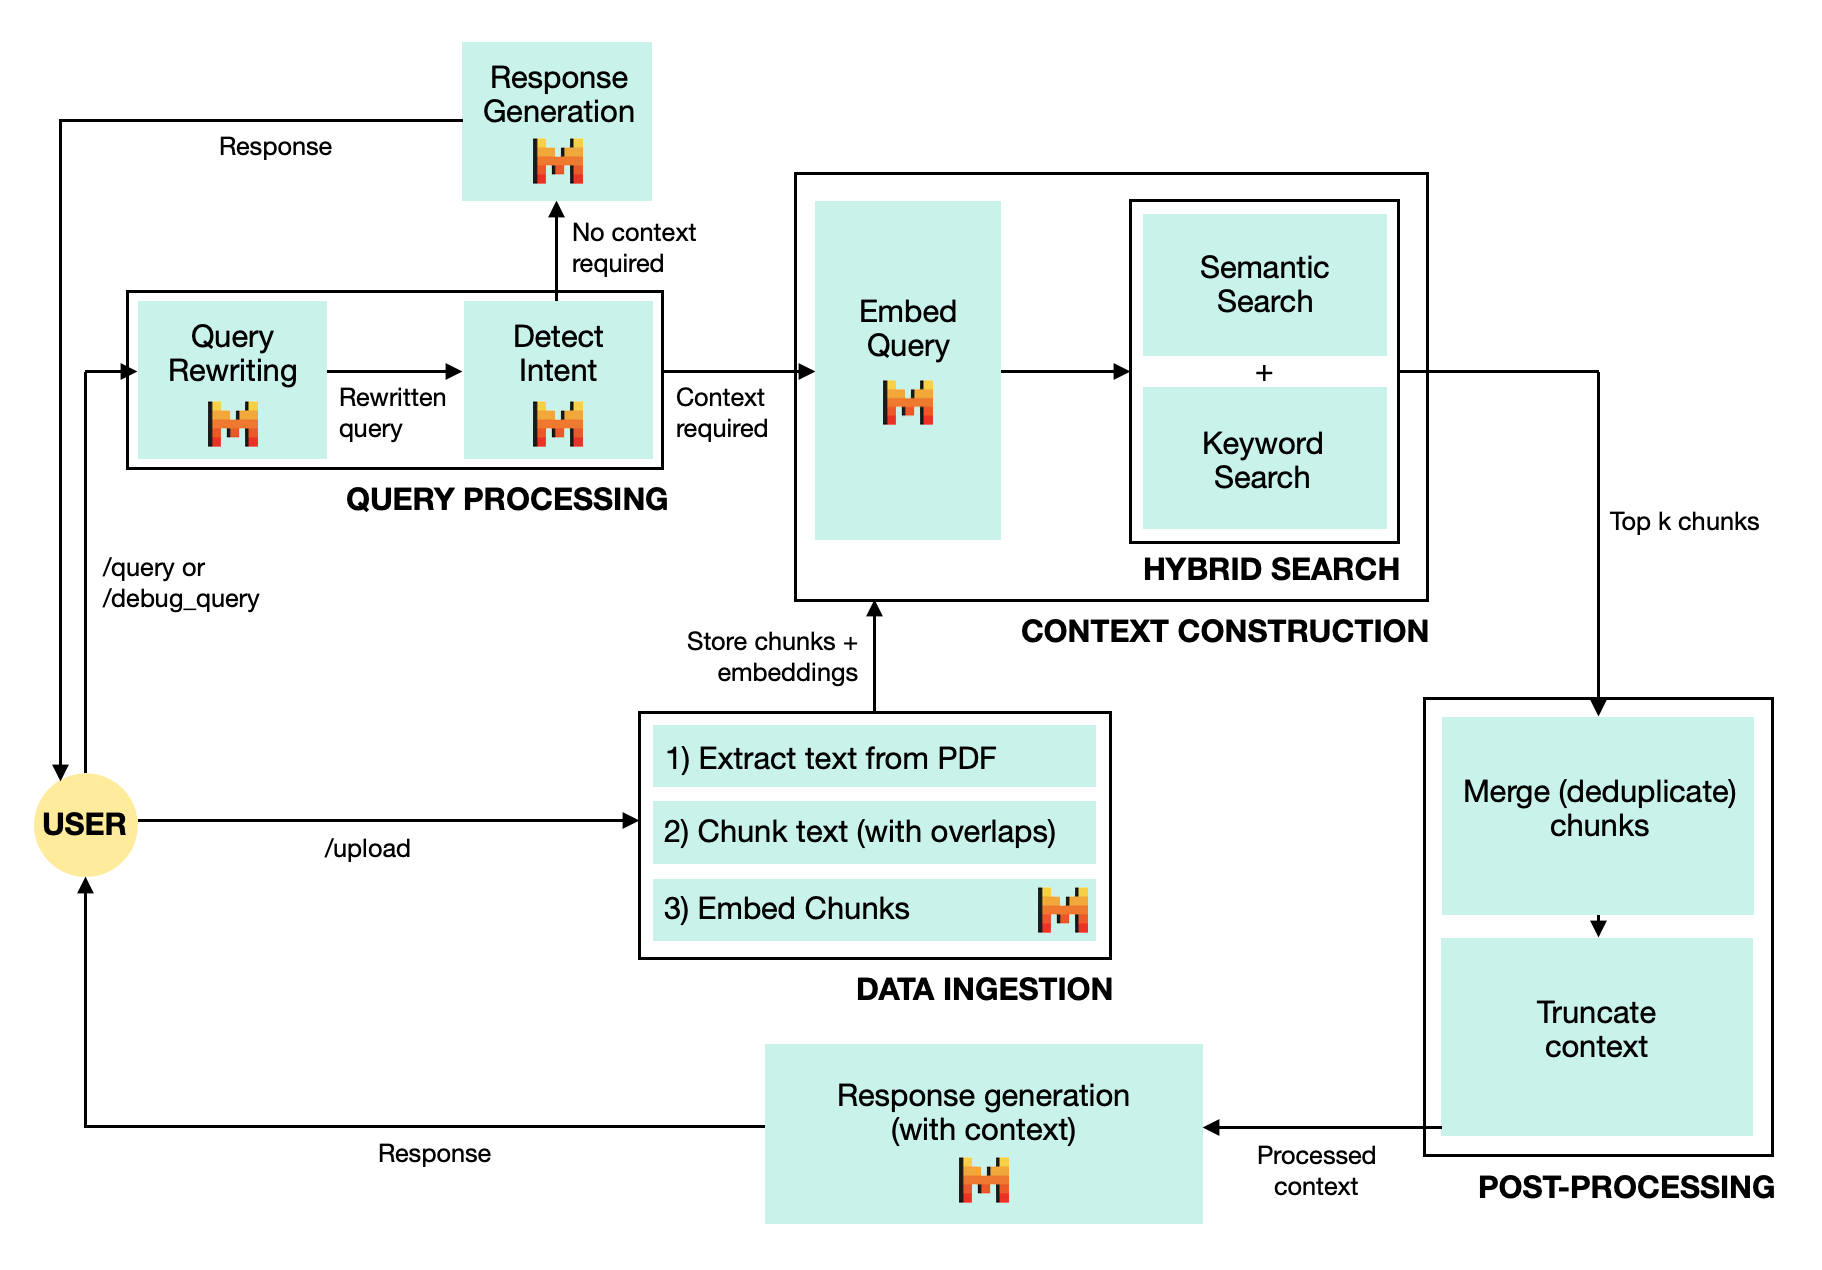 Response
Generation
Response
No context
required
Query
Rewriting
Rewritten
query
Detect
Intent
QUERY PROCESSING
Context
required
Embed
Query
Semantic
Search
+
Keyword
Search
HYBRID SEARCH
CONTEXT CONSTRUCTION
Top k chunks
/query or
/debug_query
Store chunks +
embeddings
USER
/upload
1) Extract text from PDF
2) Chunk text (with overlaps)
3) Embed Chunks
DATA INGESTION
Merge (deduplicate)
chunks
Truncate
context
POST-PROCESSING
Processed
context
Response generation
(with context)
Response